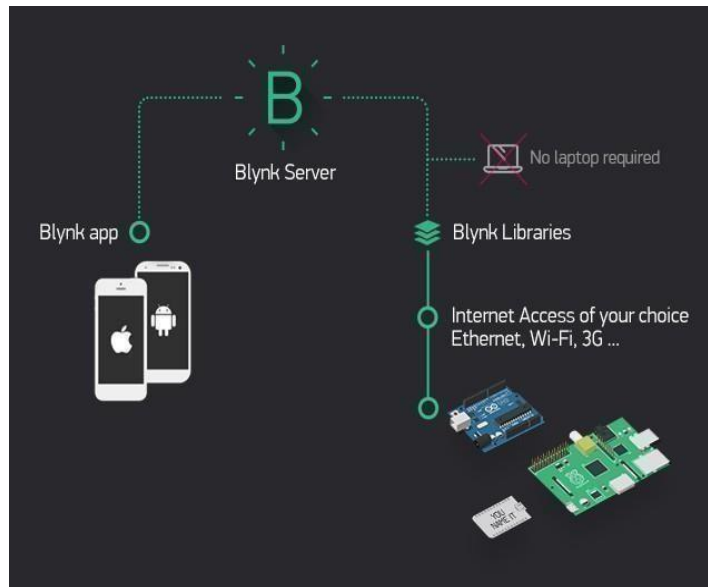 B
Blynk Server
No laptop required
Blynk app
Blynk Libraries
Internet Access of your choice
Ethernet, Wi-Fi, 3G ...
YOU
NAME IT